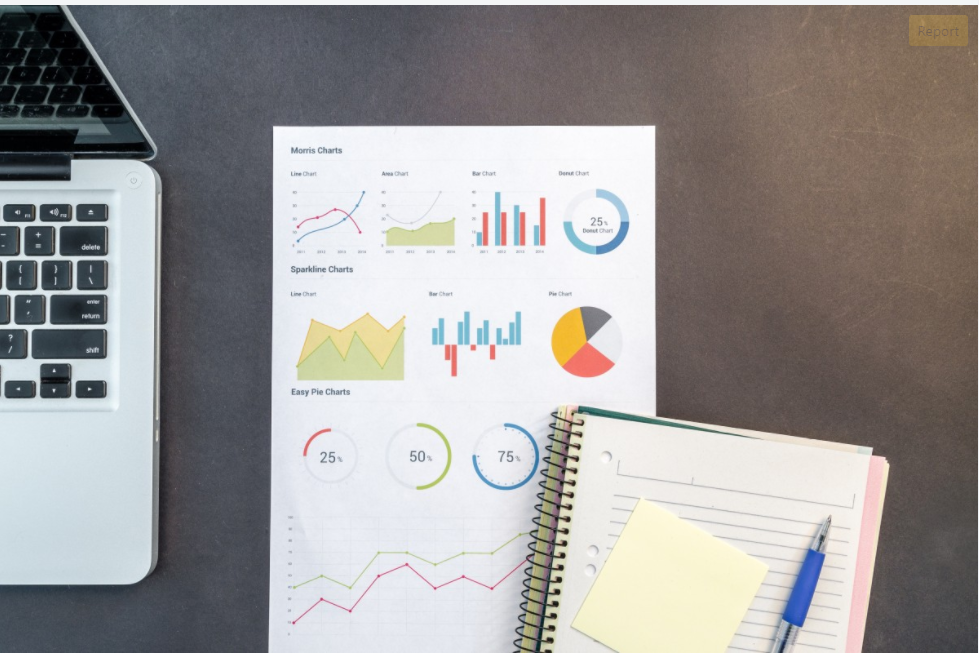 Report
Morris Charts
Line Chart
Area Chart
Bar Chart
Donut Chart
25%
Donut Chart
Sparkline Charts
Line Chart
Bar Chart
Pie Chart
Easy Pie Charts
25%
50%
75%
delete
enter
return
shift